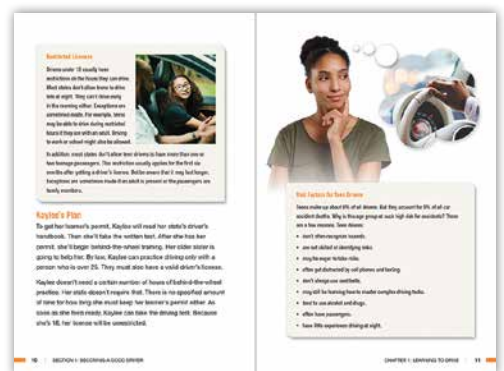 Restricted Licenses
Drivers under 18 usually have
restrictions on the hours they can drive.
Most states don't allow teens to drive
late at night. They can't drive early
in the morning either. Exceptions are
sometimes made. For example, teens
may be able to drive during restricted
hours if they are with an adult. Driving
to work or school might also be allowed.
In addition, most states don't allow teen drivers to have more than one or
two teenage passengers. This restriction usually applies for the first six
months after getting a driver's license. But be aware that it may last longer.
Exceptions are sometimes made if an adult is present or the passengers are
family members.
Kaylee's Plan
To get her learner's permit, Kaylee will read her state's driver's
handbook. Then she'll take the written test. After she has her
permit, she'll begin behind-the-wheel training. Her older sister is
going to help her. By law, Kaylee can practice driving only with a
person who is over 25. They must also have a valid driver's license.
Kaylee doesn't need a certain number of hours of behind-the-wheel
practice. Her state doesn't require that. There is no specified amount
of time for how long she must keep her learner's permit either. As
soon as she feels ready, Kaylee can take the driving test. Because
she's 18, her license will be unrestricted.
10 SECTION 1: BECOMING A GOOD DRIVER
Risk Factors for Teen Drivers
Teens make up about 6% of all drivers. But they account for 9% of all car
accident deaths. Why is this age group at such high risk for accidents? There
are a few reasons. Teen drivers:
• don't often recognize hazards.
• are not skilled at identifying risks.
• may be eager to take risks.
• often get distracted by cell phones and texting.
• don't always use seat belts.
• may still be learning how to master complex driving tasks.
• tend to use alcohol and drugs.
• often have passengers.
• have little experience driving at night.
CHAPTER 1: LEARNING TO DRIVE 11